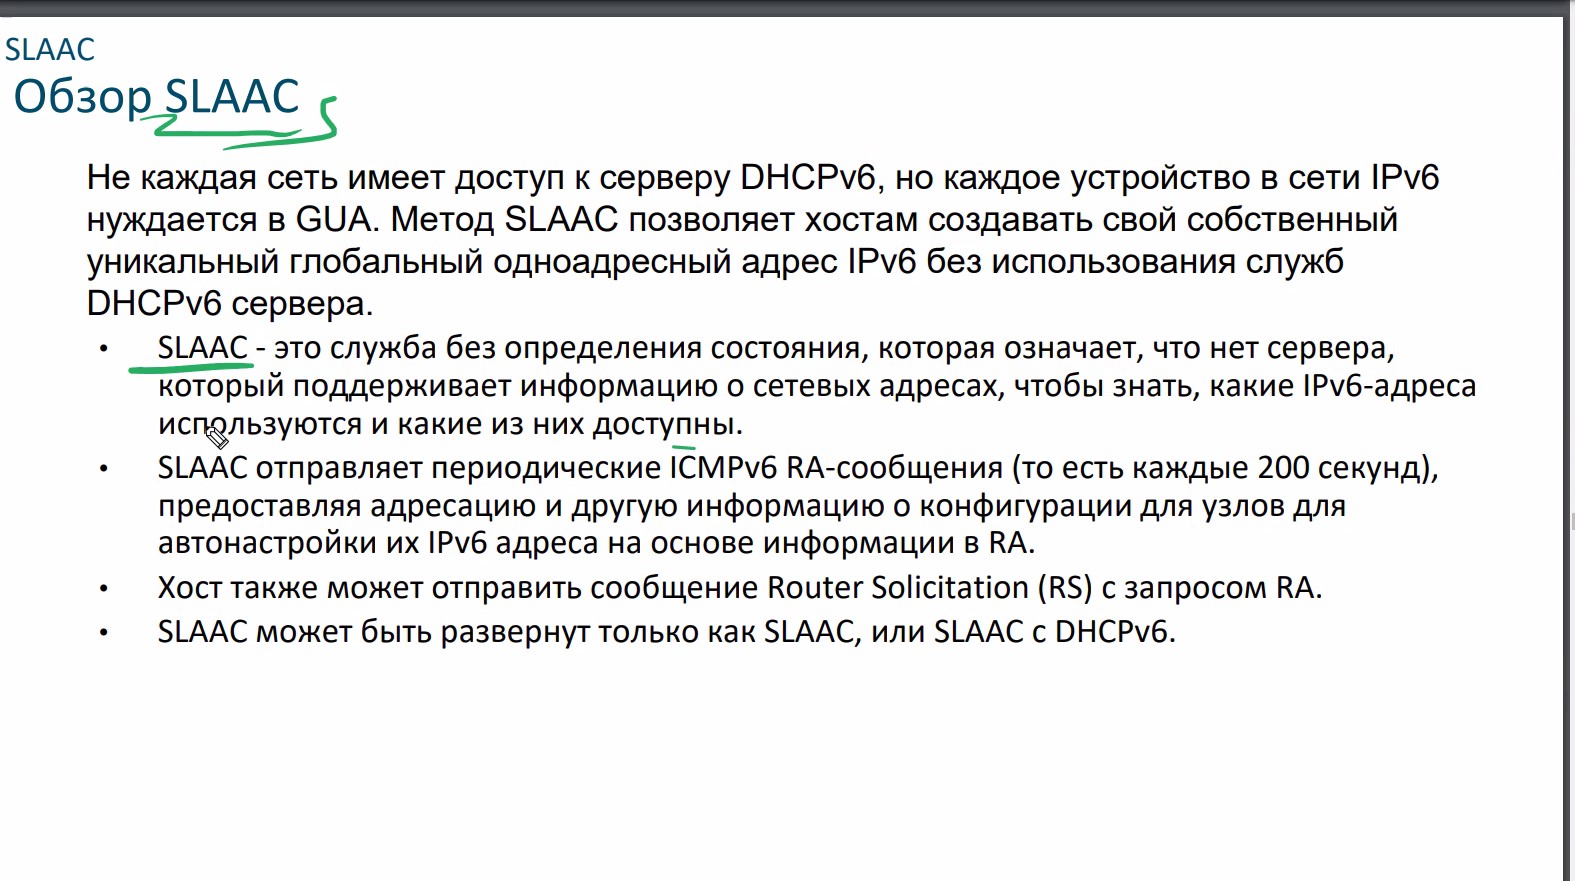 SLAAC
Обзор SLAAC
Не каждая сеть имеет доступ к серверу DHCPv6, но каждое устройство в сети IPv6
нуждается в GUA. Метод SLAAC позволяет хостам создавать свой собственный
уникальный глобальный одноадресный адрес IPv6 без использования служб
DHCPv6 сервера.
• SLAAC - это служба без определения состояния, которая означает, что нет сервера,
который поддерживает информацию о сетевых адресах, чтобы знать, какие IPv6-адреса
используются и какие из них доступны.
• SLAAC отправляет периодические ICMPv6 RA-сообщения (то есть каждые 200 секунд),
предоставляя адресацию и другую информацию о конфигурации для узлов для
автонастройки их IPv6 адреса на основе информации в RA.
• Хост также может отправить сообщение Router Solicitation (RS) с запросом RA.
• SLAAC может быть развернут только как SLAAC, или SLAAC с DHCPv6.